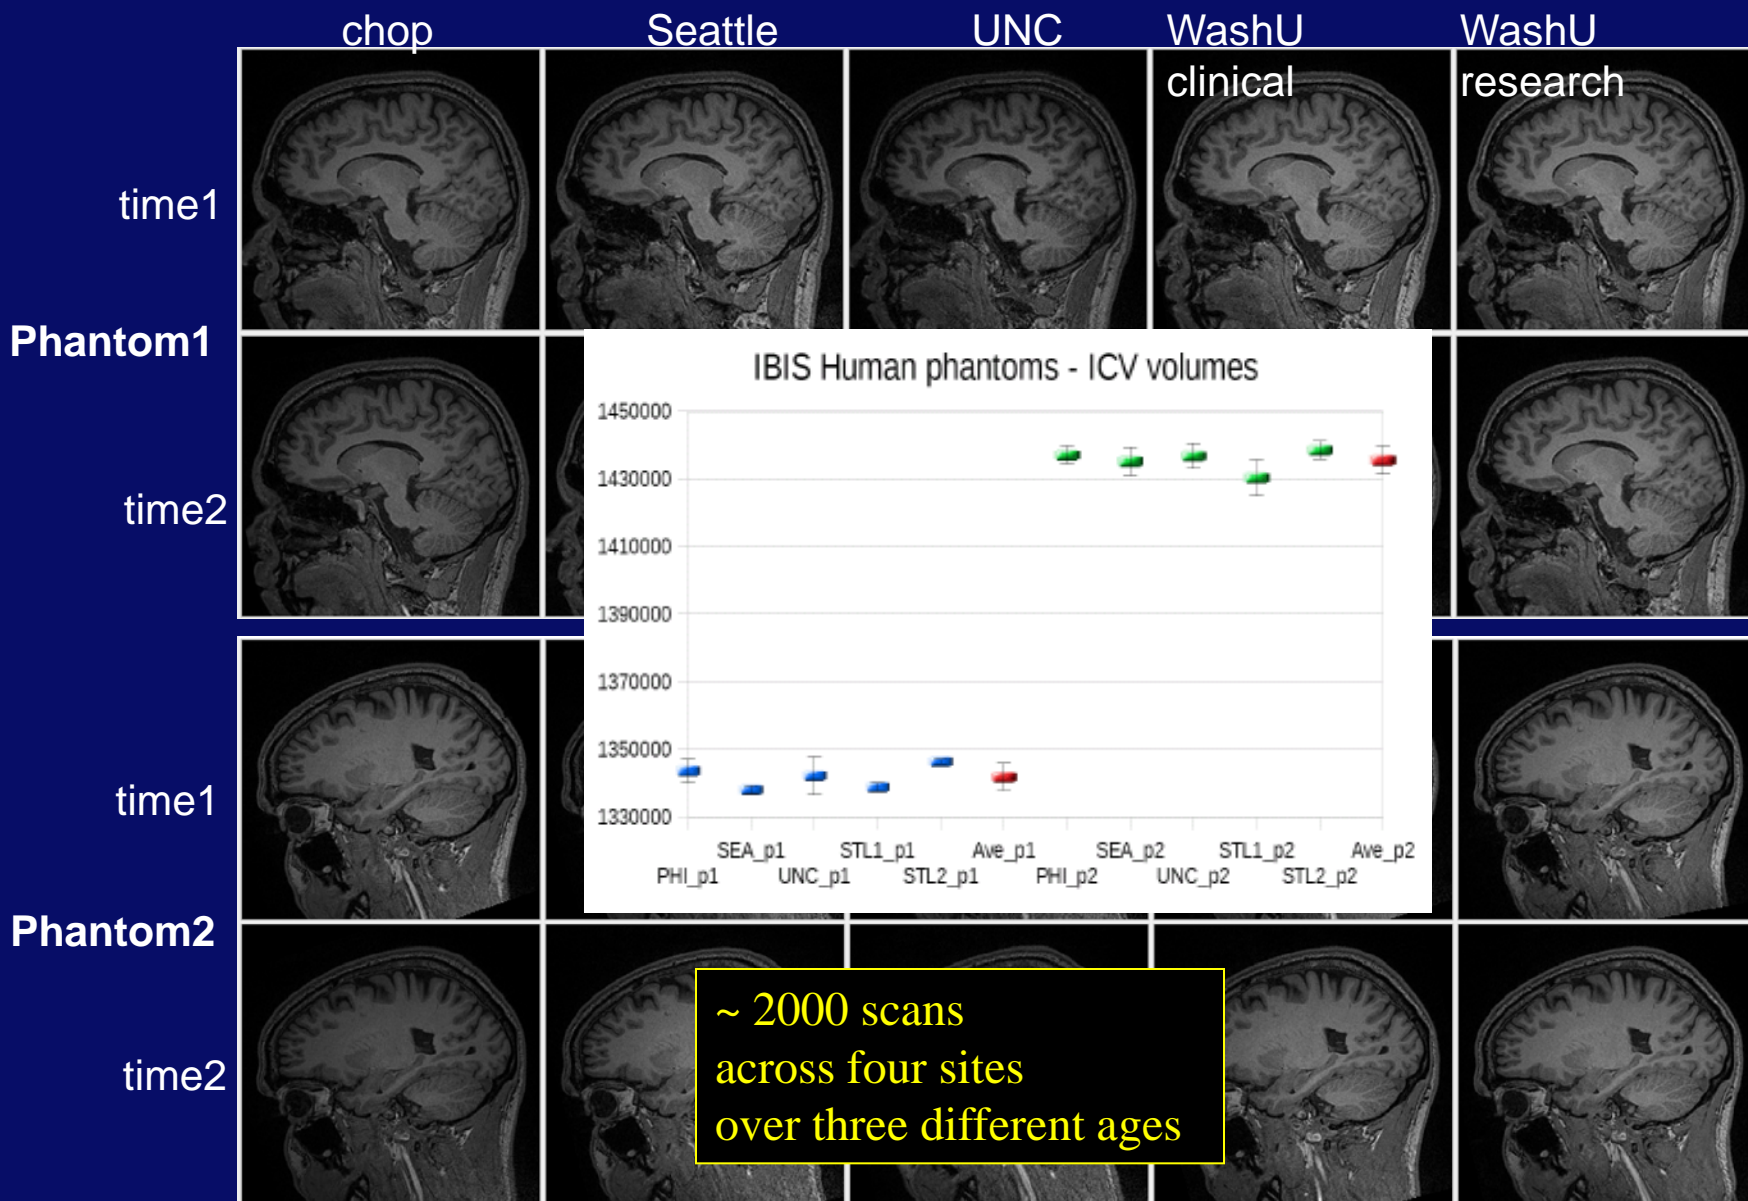 chop Seattle UNC WashU WashU
clinical research
time1
Phantom1
time2
IBIS Human phantoms - ICV volumes
1450000
1430000
1410000
1390000
1370000
1350000
1330000
SEA_p1 STL1_p1 Ave_p1 SEA_p2 STL1_p2 Ave_p2
PHI_p1 UNC_p1 STL2_p1 PHI_p2 UNC_p2 STL2_p2
time1
Phantom2
time2
~ 2000 scans
across four sites
over three different ages